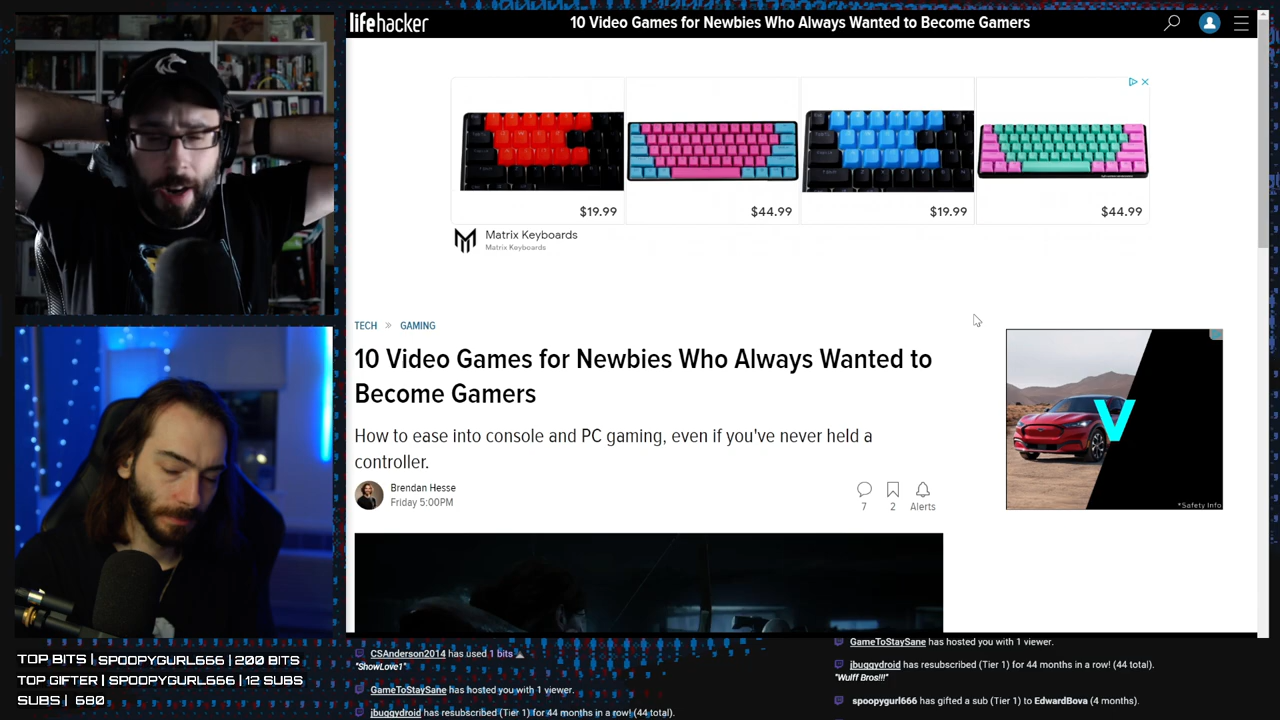 lifehacker
10 Video Games for Newbies Who Always Wanted to Become Gamers
$19.99
$44.99
$19.99
$44.99
Matrix Keyboards
Matrix Keyboards
TECH » GAMING
10 Video Games for Newbies Who Always Wanted to
Become Gamers
How to ease into console and PC gaming, even if you've never held a
controller.
Brendan Hesse
Friday 5:00PM
7
2
Alerts
V
*Safety Info
TOP BITS | SPOOPYGURL666 | 200 BITS
TOP GIFTER | SPOOPYGURL666 | 12 SUBS
SUBS | 680
CSAnderson2014 has used 1 bits
"ShowLove1"
GameToStaySane has hosted you with 1 viewer.
jbuggydroid has resubscribed (Tier 1) for 44 months in a row! (44 total).
GameToStaySane has hosted you with 1 viewer.
jbuggydroid has resubscribed (Tier 1) for 44 months in a row! (44 total).
"Wulff Bros!!!"
spoopygurl666 has gifted a sub (Tier 1) to EdwardBova (4 months).